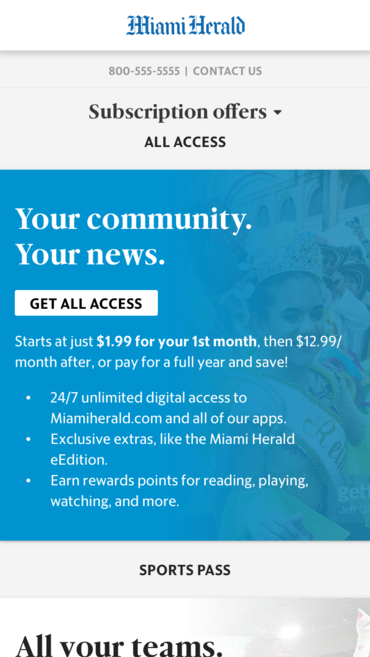 Miami Herald
800-555-5555 | CONTACT US
Subscription offers
ALL ACCESS
Your community.
Your news.
GET ALL ACCESS
Starts at just $1.99 for your 1st month, then $12.99/
month after, or pay for a full year and save!
• 24/7 unlimited digital access to
Miamiherald.com and all of our apps.
• Exclusive extras, like the Miami Herald
eEdition.
• Earn rewards points for reading, playing,
watching, and more.
SPORTS PASS
All your teams.